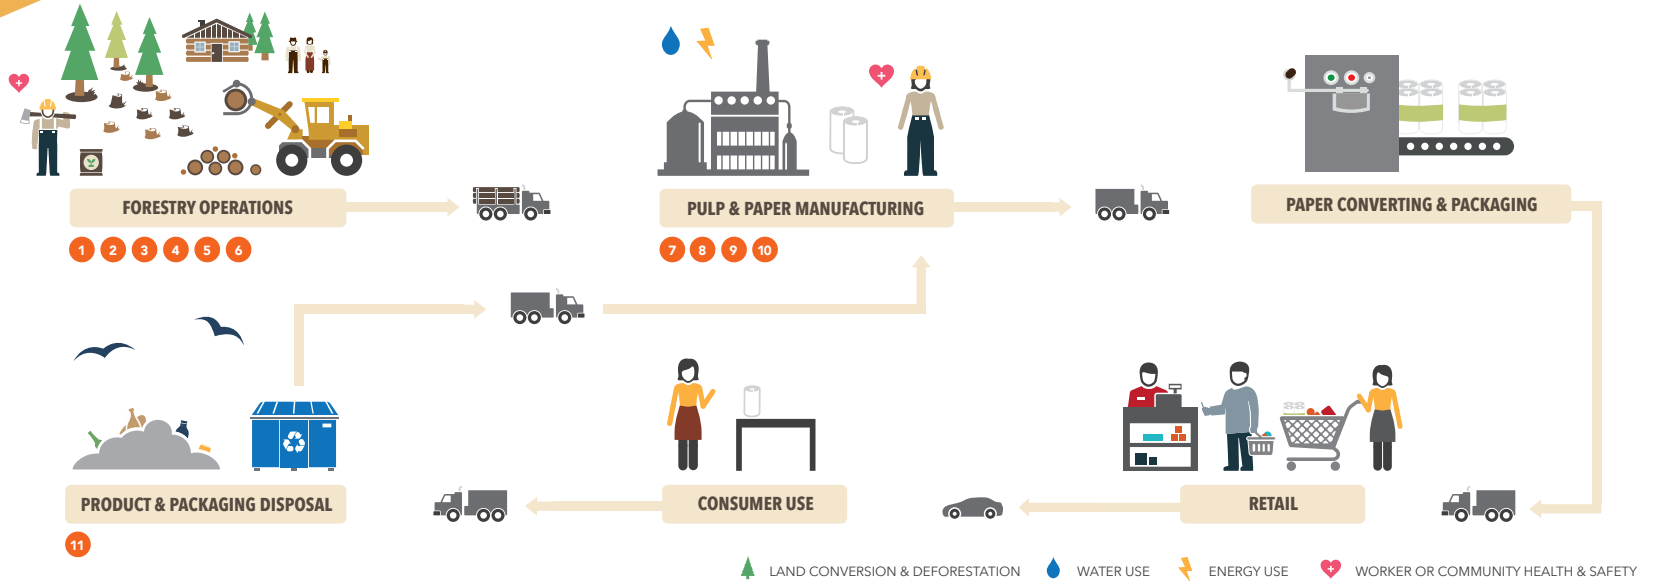 FORESTRY OPERATIONS
PULP & PAPER MANUFACTURING
PAPER CONVERTING & PACKAGING
1 2 3 4 5 6
7 8 9 10
PRODUCT & PACKAGING DISPOSAL
CONSUMER USE
RETAIL
11
LAND CONVERSION & DEFORESTATION WATER USE ENERGY USE WORKER OR COMMUNITY HEALTH & SAFETY